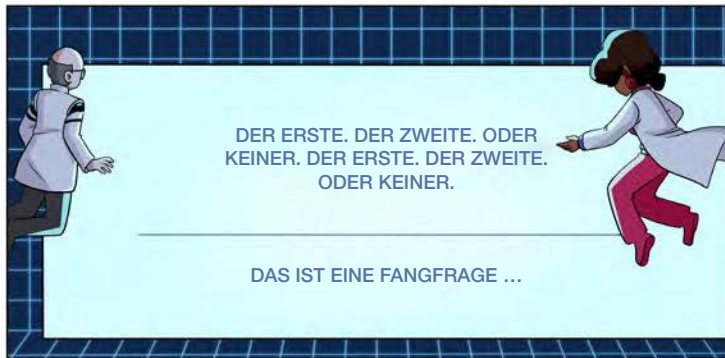 DER ERSTE. DER ZWEITE. ODER
KEINER. DER ERSTE. DER ZWEITE.
ODER KEINER.
DAS IST EINE FANGFRAGE …